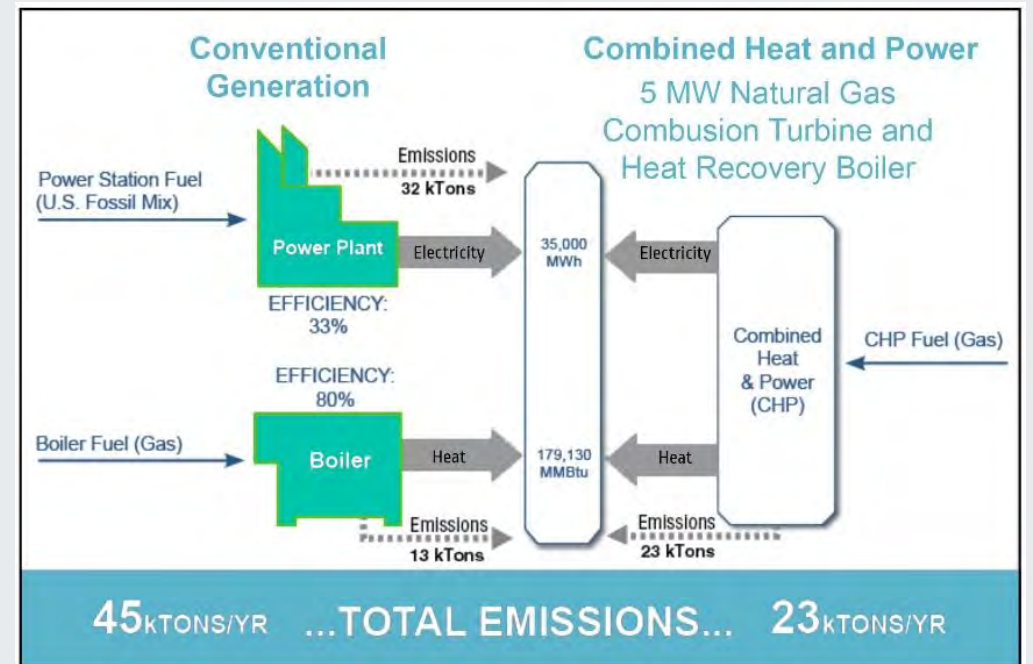 Conventional
Generation
Combined Heat and Power
5 MW Natural Gas
Combusion Turbine and
Heat Recovery Boiler
Power Station Fuel
(U.S. Fossil Mix)
Emissions
32 kTons
Power Plant
Electricity
35,000
MWh
Electricity
EFFICIENCY:
33%
Combined
Heat
& Power
(CHP)
CHP Fuel (Gas)
EFFICIENCY:
80%
Boiler Fuel (Gas)
Boiler
Heat
179,130
MMBtu
Heat
Emissions
13 kTons
Emissions
23 kTons
45kTONS/YR ...TOTAL EMISSIONS... 23kTONS/YR